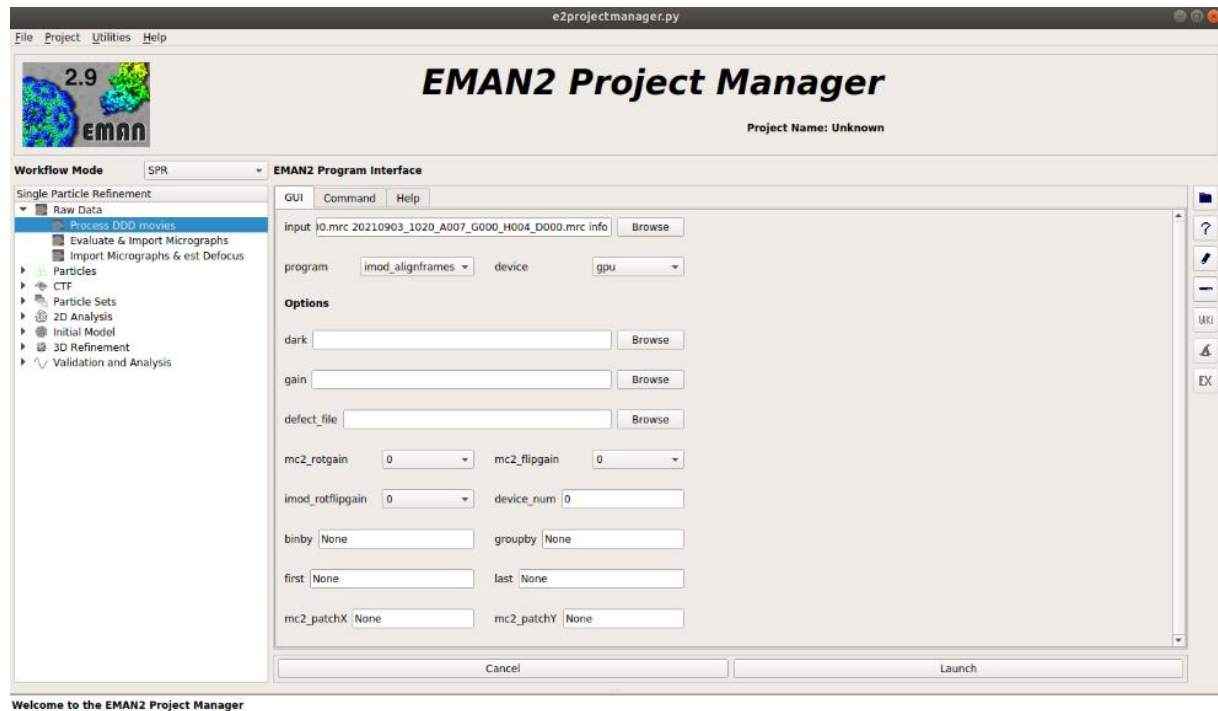 e2projectmanager.py
File Project Utilities Help
2.9
EMAN
EMAN2 Project Manager
Project Name: Unknown
Workflow Mode SPR
EMAN2 Program Interface
Single Particle Refinement
Raw Data
Process DDD movies
Evaluate & Import Micrographs
Import Micrographs & est Defocus
Particles
CTF
Particle Sets
2D Analysis
Initial Model
3D Refinement
Validation and Analysis
GUI Command Help
input 00.mrc 20210903_1020_A007_G000_H004_D000.mrc info Browse
program imod_alignframes device gpu
Options
dark Browse
gain Browse
defect_file Browse
mc2_rotgain 0 mc2_flipgain 0
imod_rotflipgain 0 device_num 0
binby None groupby None
first None last None
mc2_patchX None mc2_patchY None
Cancel Launch
?
EX
Welcome to the EMAN2 Project Manager